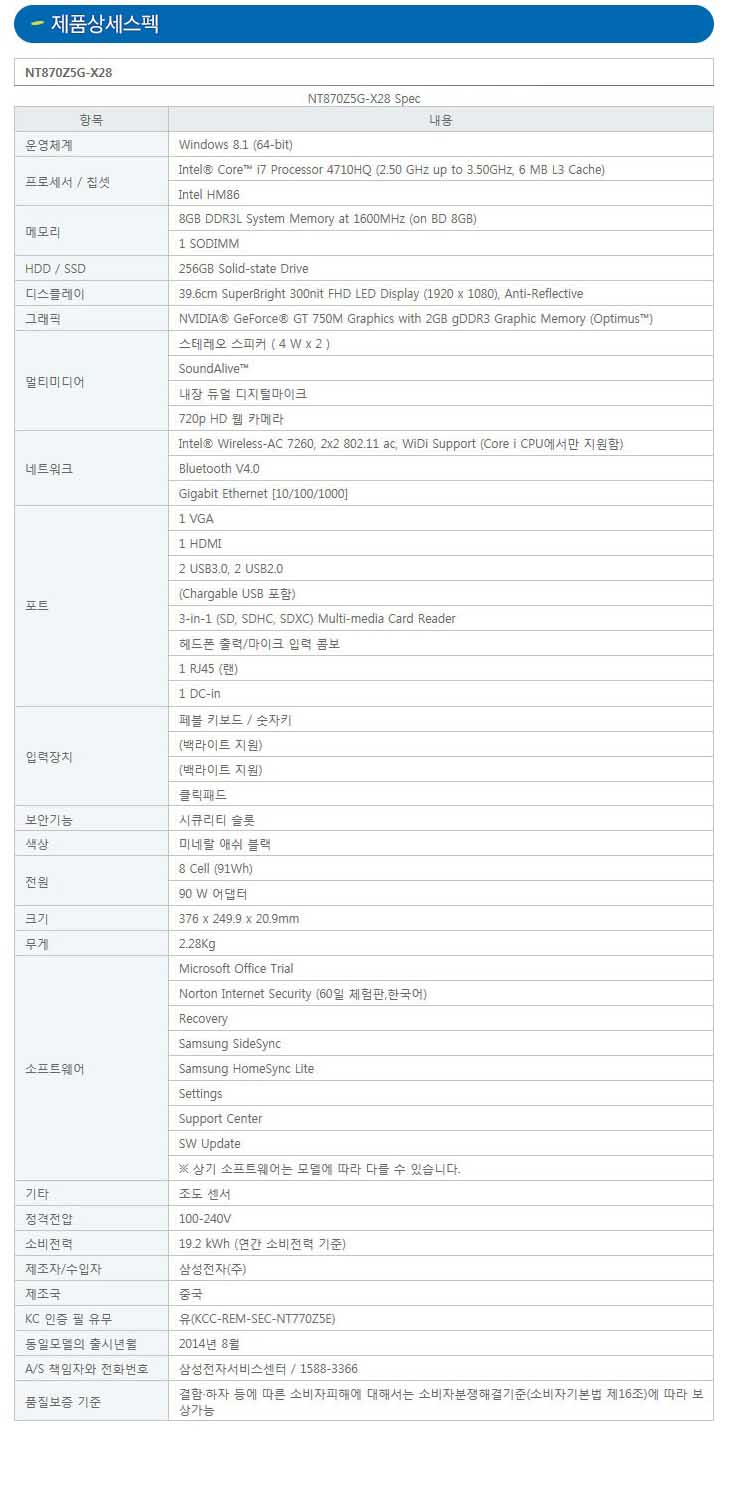 제품상세스펙
NT870Z5G-X28
NT870Z5G-X28 Spec
항목 내용
운영체계 Windows 8.1 (64-bit)
프로세서 / 칩셋 Intel® Core™ i7 Processor 4710HQ (2.50 GHz up to 3.50GHz, 6 MB L3 Cache)
Intel HM86
메모리 8GB DDR3L System Memory at 1600MHz (on BD 8GB)
1 SODIMM
HDD / SSD 256GB Solid-state Drive
디스플레이 39.6cm SuperBright 300nit FHD LED Display (1920 x 1080), Anti-Reflective
그래픽 NVIDIA® GeForce® GT 750M Graphics with 2GB gDDR3 Graphic Memory (Optimus™)
멀티미디어 스테레오 스피커 ( 4 W x 2 )
SoundAlive™
내장 듀얼 디지털마이크
720p HD 웹 카메라
네트워크 Intel® Wireless-AC 7260, 2x2 802.11 ac, WiDi Support (Core i CPU에서만 지원함)
Bluetooth V4.0
Gigabit Ethernet [10/100/1000]
포트 1 VGA
1 HDMI
2 USB3.0, 2 USB2.0
(Chargable USB 포함)
3-in-1 (SD, SDHC, SDXC) Multi-media Card Reader
헤드폰 출력/마이크 입력 콤보
1 RJ45 (랜)
1 DC-in
입력장치 페블 키보드 / 숫자키
(백라이트 지원)
(백라이트 지원)
클릭패드
보안기능 시큐리티 슬롯
색상 미네랄 애쉬 블랙
전원 8 Cell (91Wh)
90 W 어댑터
크기 376 x 249.9 x 20.9mm
무게 2.28Kg
소프트웨어 Microsoft Office Trial
Norton Internet Security (60일 체험판,한국어)
Recovery
Samsung SideSync
Samsung HomeSync Lite
Settings
Support Center
SW Update
※ 상기 소프트웨어는 모델에 따라 다를 수 있습니다.
기타 조도 센서
정격전압 100-240V
소비전력 19.2 kWh (연간 소비전력 기준)
제조자/수입자 삼성전자(주)
제조국 중국
KC 인증 필 유무 유(KCC-REM-SEC-NT770Z5E)
동일모델의 출시년월 2014년 8월
A/S 책임자와 전화번호 삼성전자서비스센터 / 1588-3366
품질보증 기준 결함·하자 등에 따른 소비자피해에 대해서는 소비자분쟁해결기준(소비자기본법 제16조)에 따라 보
상가능